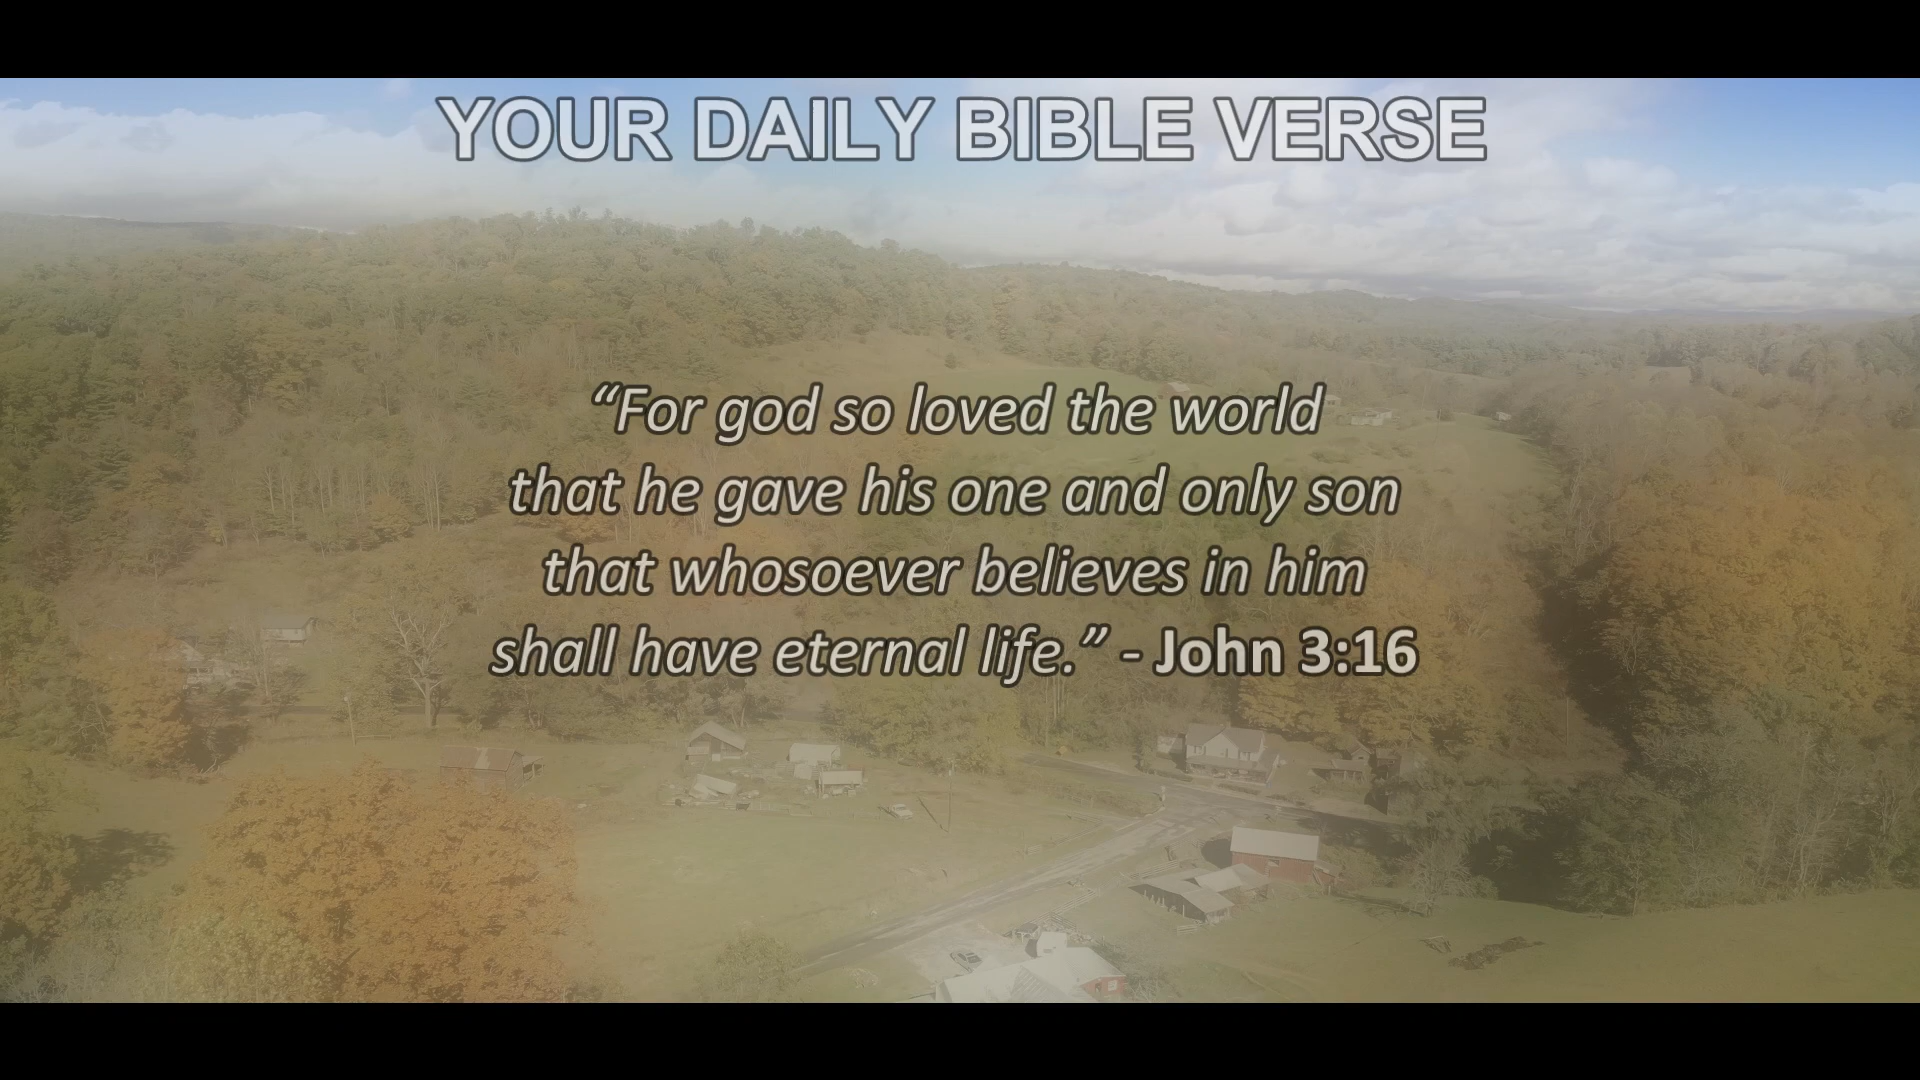 YOUR DAILY BIBLE VERSE
“For god so loved the world
that he gave his one and only son
that whosoever believes in him
shall have eternal life.” - John 3:16